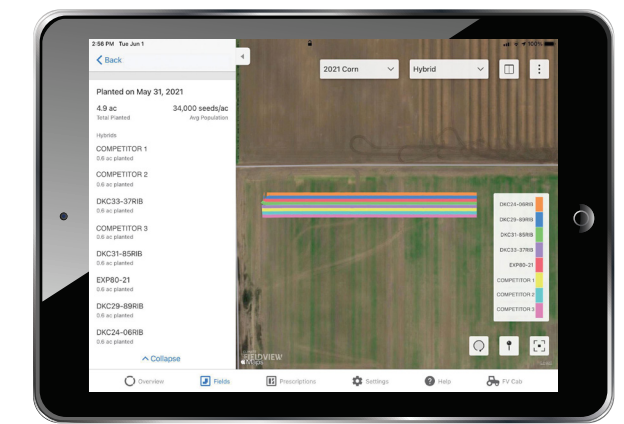 2:58 PM Tue Jun 1
100%
Back
2021 Corn
Hybrid
Planted on May 31, 2021
4.9 ac
34,000 seeds/ac
Total Planted
Avg Population
Hybrids
COMPETITOR 1
0.6 ac planted
COMPETITOR 2
0.6 ac planted
DKC33-37RIB
0.6 ac planted
COMPETITOR 3
0.6 ac planted
DKC31-85RIB
0.6 ac planted
EXP80-21
0.6 ac planted
DKC29-89RIB
0.6 ac planted
DKC24-06RIB
0.6 ac planted
Collapse
DKC24-06RIB
DKC29-89RIB
DKC31-85RIB
DKC33-37RIB
EXP80-21
COMPETITOR 1
COMPETITOR 2
COMPETITOR 3
FIELDVIEW
Maps
Overview
Fields
Prescriptions
Settings
Help
FV Cab